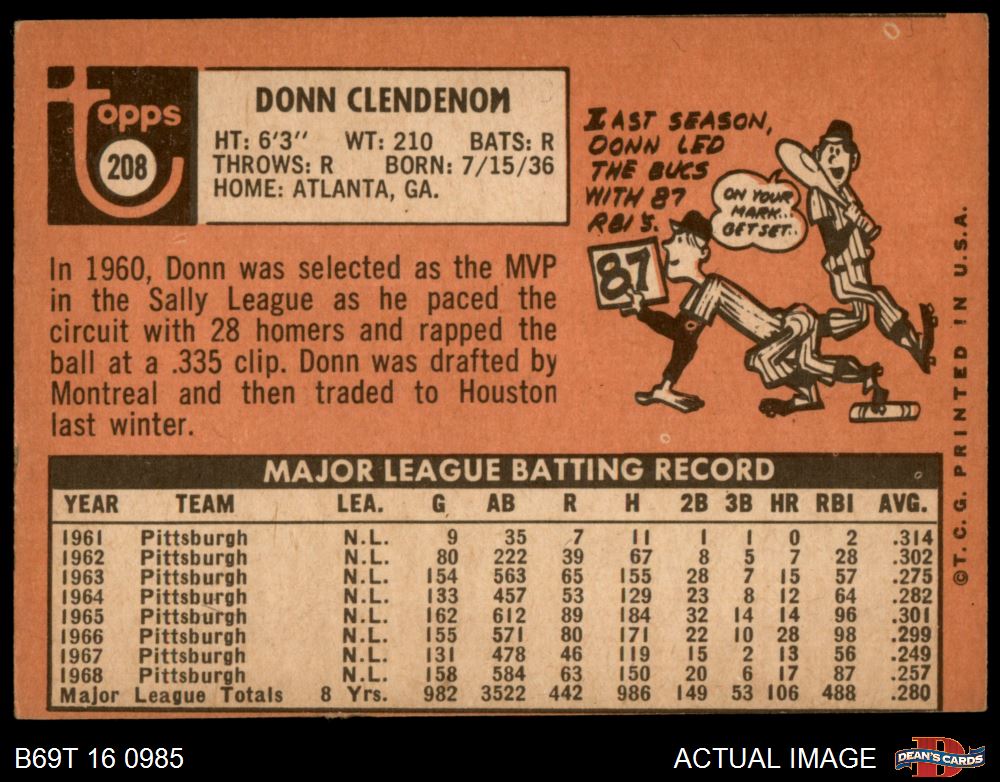 topps
208
DONN CLENDENON
HT: 6'3'' WT: 210 BATS: R
THROWS: R BORN: 7/15/36
HOME: ATLANTA, GA.
LAST SEASON,
DONN LED
THE BUCS
WITH 87
RBI'S.
ON YOUR
MARK...
GET SET..
87
In 1960, Donn was selected as the MVP
in the Sally League as he paced the
circuit with 28 homers and rapped the
ball at a .335 clip. Donn was drafted by
Montreal and then traded to Houston
last winter.
MAJOR LEAGUE BATTING RECORD
YEAR TEAM LEA. G AB R H 2B 3B HR RBI AVG.
1961 Pittsburgh N.L. 9 35 7 11 1 1 0 2 .314
1962 Pittsburgh N.L. 80 222 39 67 8 5 7 28 .302
1963 Pittsburgh N.L. 154 563 65 155 28 7 15 57 .275
1964 Pittsburgh N.L. 133 457 53 129 23 8 12 64 .282
1965 Pittsburgh N.L. 162 612 89 184 32 14 14 96 .301
1966 Pittsburgh N.L. 155 571 80 171 22 10 28 98 .299
1967 Pittsburgh N.L. 131 478 46 119 15 2 13 56 .249
1968 Pittsburgh N.L. 158 584 63 150 20 6 17 87 .257
Major League Totals 8 Yrs. 982 3522 442 986 149 53 106 488 .280
©T.C.G. PRINTED IN U.S.A.
B69T 16 0985
ACTUAL IMAGE
D
DEAN'S CARDS